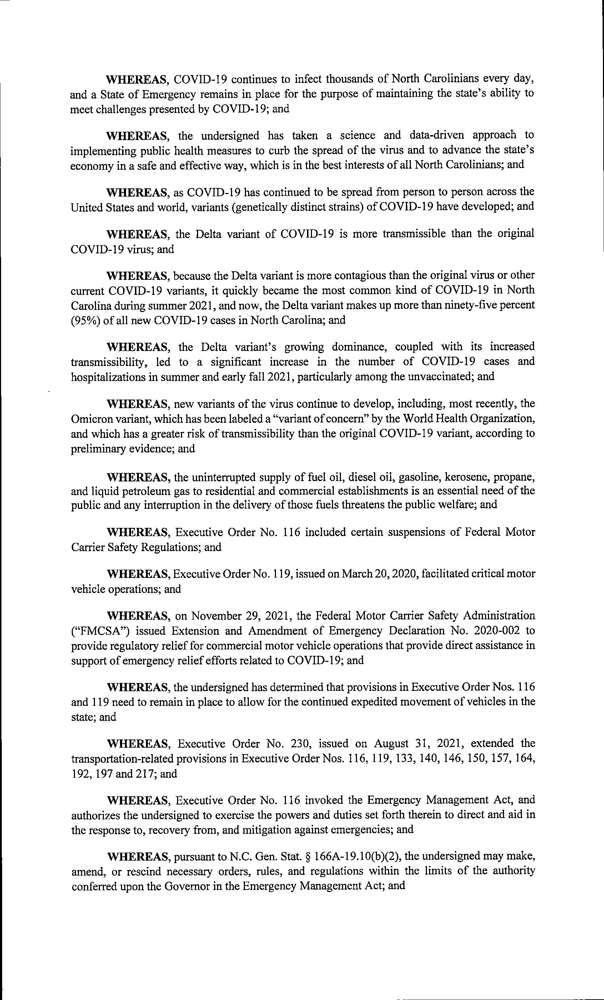 WHEREAS, COVID-19 continues to infect thousands of North Carolinians every day,
and a State of Emergency remains in place for the purpose of maintaining the state's ability to
meet challenges presented by COVID-19; and
WHEREAS, the undersigned has taken a science and data-driven approach to
implementing public health measures to curb the spread of the virus and to advance the state's
economy in a safe and effective way, which is in the best interests of all North Carolinians; and
WHEREAS, as COVID-19 has continued to be spread from person to person across the
United States and world, variants (genetically distinct strains) of COVID-19 have developed; and
WHEREAS, the Delta variant of COVID-19 is more transmissible than the original
COVID-19 virus; and
WHEREAS, because the Delta variant is more contagious than the original virus or other
current COVID-19 variants, it quickly became the most common kind of COVID-19 in North
Carolina during summer 2021, and now, the Delta variant makes up more than ninety-five percent
(95%) of all new COVID-19 cases in North Carolina; and
WHEREAS, the Delta variant's growing dominance, coupled with its increased
transmissibility, led to a significant increase in the number of COVID-19 cases and
hospitalizations in summer and early fall 2021, particularly among the unvaccinated; and
WHEREAS, new variants of the virus continue to develop, including, most recently, the
Omicron variant, which has been labeled a “variant of concern” by the World Health Organization,
and which has a greater risk of transmissibility than the original COVID-19 variant, according to
preliminary evidence; and
WHEREAS, the uninterrupted supply of fuel oil, diesel oil, gasoline, kerosene, propane,
and liquid petroleum gas to residential and commercial establishments is an essential need of the
public and any interruption in the delivery of those fuels threatens the public welfare; and
WHEREAS, Executive Order No. 116 included certain suspensions of Federal Motor
Carrier Safety Regulations; and
WHEREAS, Executive Order No. 119, issued on March 20, 2020, facilitated critical motor
vehicle operations; and
WHEREAS, on November 29, 2021, the Federal Motor Carrier Safety Administration
(“FMCSA”) issued Extension and Amendment of Emergency Declaration No. 2020-002 to
provide regulatory relief for commercial motor vehicle operations that provide direct assistance in
support of emergency relief efforts related to COVID-19; and
WHEREAS, the undersigned has determined that provisions in Executive Order Nos. 116
and 119 need to remain in place to allow for the continued expedited movement of vehicles in the
state; and
WHEREAS, Executive Order No. 230, issued on August 31, 2021, extended the
transportation-related provisions in Executive Order Nos. 116, 119, 133, 140, 146, 150, 157, 164,
192, 197 and 217; and
WHEREAS, Executive Order No. 116 invoked the Emergency Management Act, and
authorizes the undersigned to exercise the powers and duties set forth therein to direct and aid in
the response to, recovery from, and mitigation against emergencies; and
WHEREAS, pursuant to N.C. Gen. Stat. § 166A-19.10(b)(2), the undersigned may make,
amend, or rescind necessary orders, rules, and regulations within the limits of the authority
conferred upon the Governor in the Emergency Management Act; and